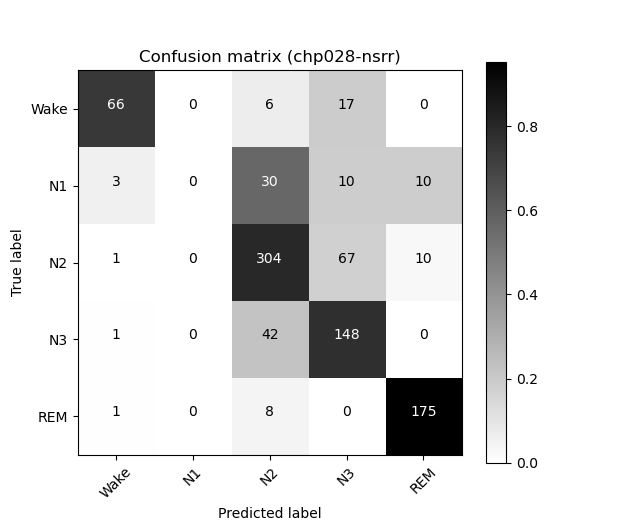 Confusion matrix (chp028-nsrr)
Wake 66 0 6 17 0
N1 3 0 30 10 10
N2 1 0 304 67 10
N3 1 0 42 148 0
REM 1 0 8 0 175
Wake N1 N2 N3 REM
True label
Predicted label
0.8
0.6
0.4
0.2
0.0